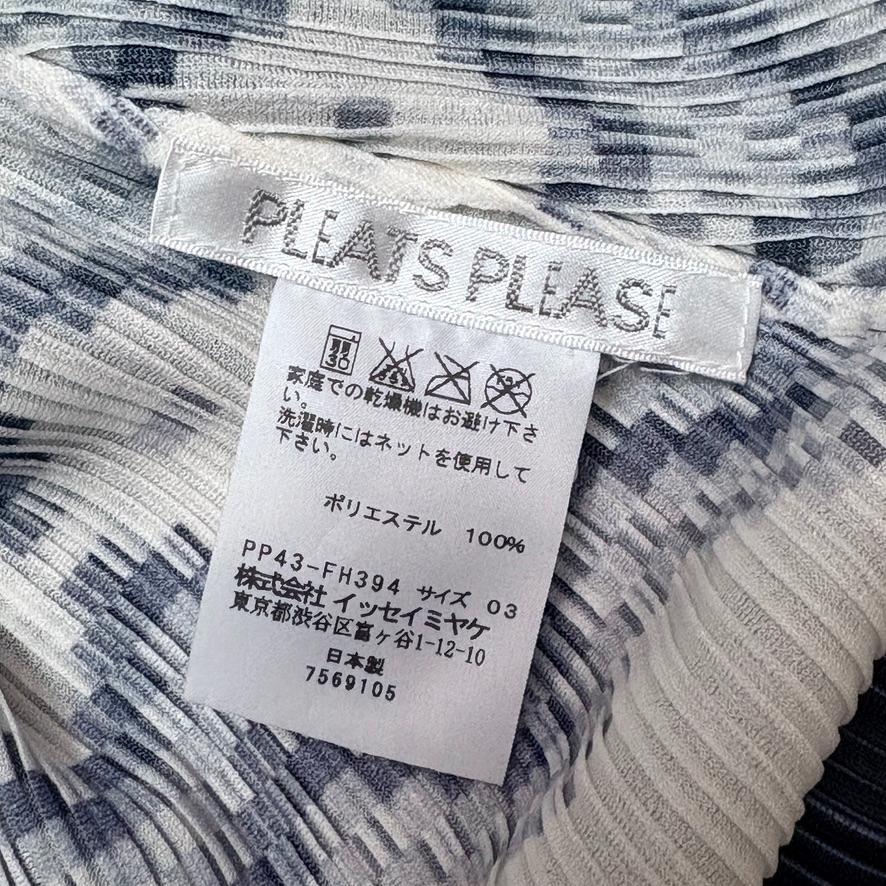 PLEATS PLEASE
弱
30
家庭での乾燥機はお避け下さ
い。
洗濯時にはネットを使用して
下さい。
ポリエステル 100%
PP43-FH394 サイズ 03
株式会社 イッセイミヤケ
東京都渋谷区富ヶ谷1-12-10
日本製
7569105